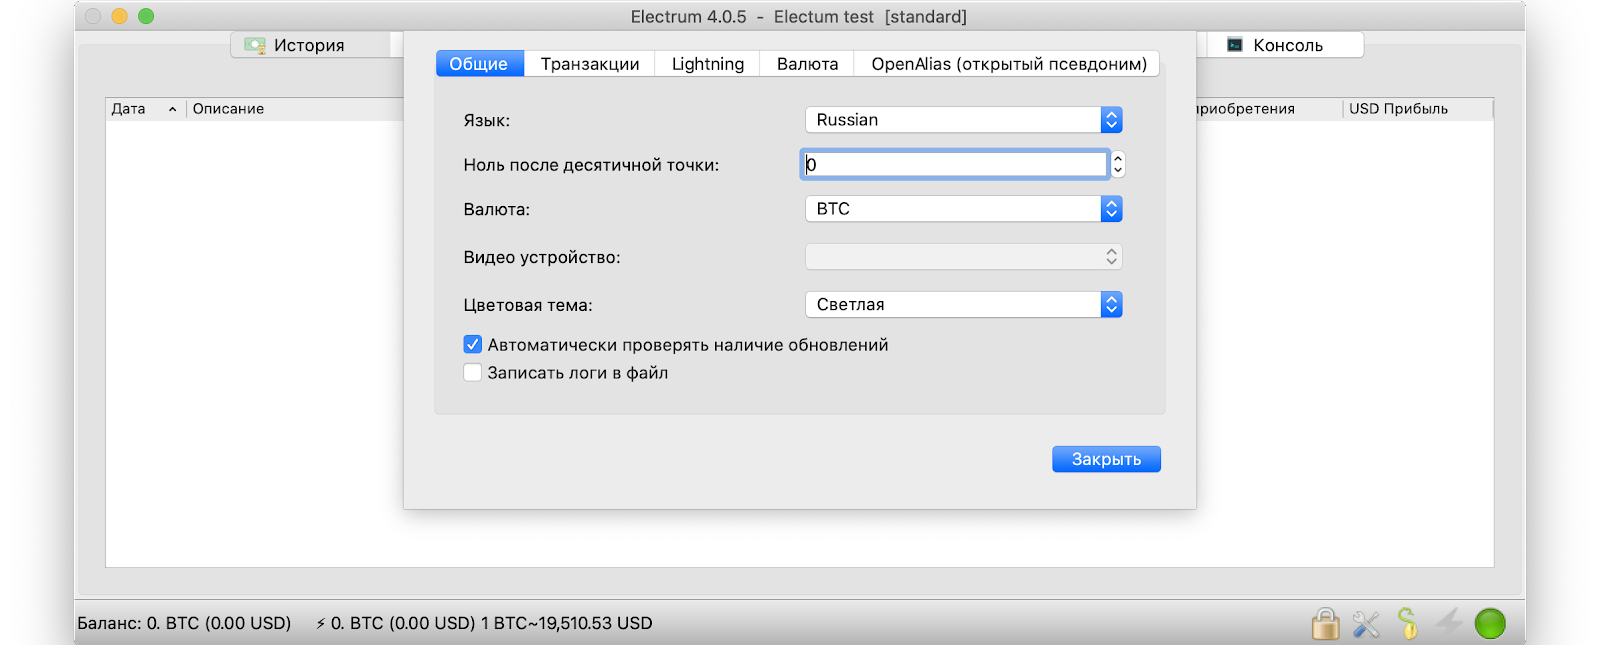 Electrum 4.0.5 - Electum test [standard]
История
Консоль
Общие Транзакции Lightning Валюта OpenAlias (открытый псевдоним)
Дата Описание приобретения USD Прибыль
Язык: Russian
Ноль после десятичной точки: 0
Валюта: BTC
Видео устройство:
Цветовая тема: Светлая
Автоматически проверять наличие обновлений
Записать логи в файл
Закрыть
Баланс: 0. BTC (0.00 USD) ⚡ 0. BTC (0.00 USD) 1 BTC~19,510.53 USD